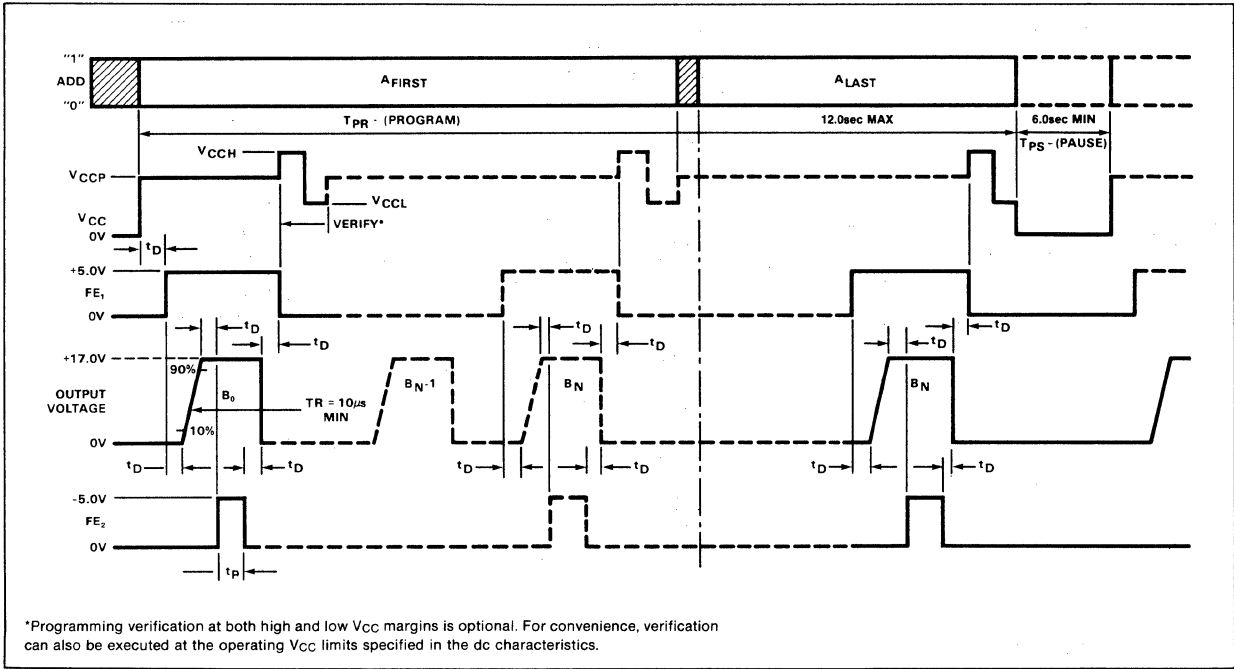 "1"
ADD
"0"
AFIRST
ALAST
TPR - (PROGRAM)
12.0sec MAX
6.0sec MIN
TPS - (PAUSE)
VCCH
VCCP
VCCL
VCC
0V
VERIFY*
tD
+5.0V
FE1
0V
tD
tD
tD
tD
tD
tD
+17.0V
90%
OUTPUT
VOLTAGE
B0
TR = 10µs
MIN
BN-1
BN
BN
10%
0V
tD
tD
tD
tD
tD
tD
-5.0V
FE2
0V
tp
*Programming verification at both high and low VCC margins is optional. For convenience, verification
can also be executed at the operating VCC limits specified in the dc characteristics.